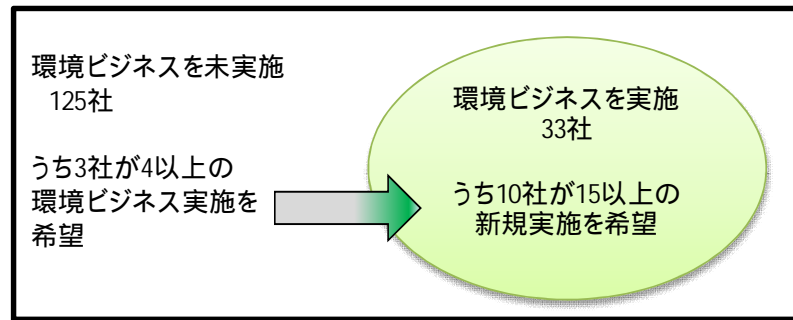 環境ビジネスを未実施
125社
うち3社が4以上の
環境ビジネス実施を
希望
環境ビジネスを実施
33社
うち10社が15以上の
新規実施を希望